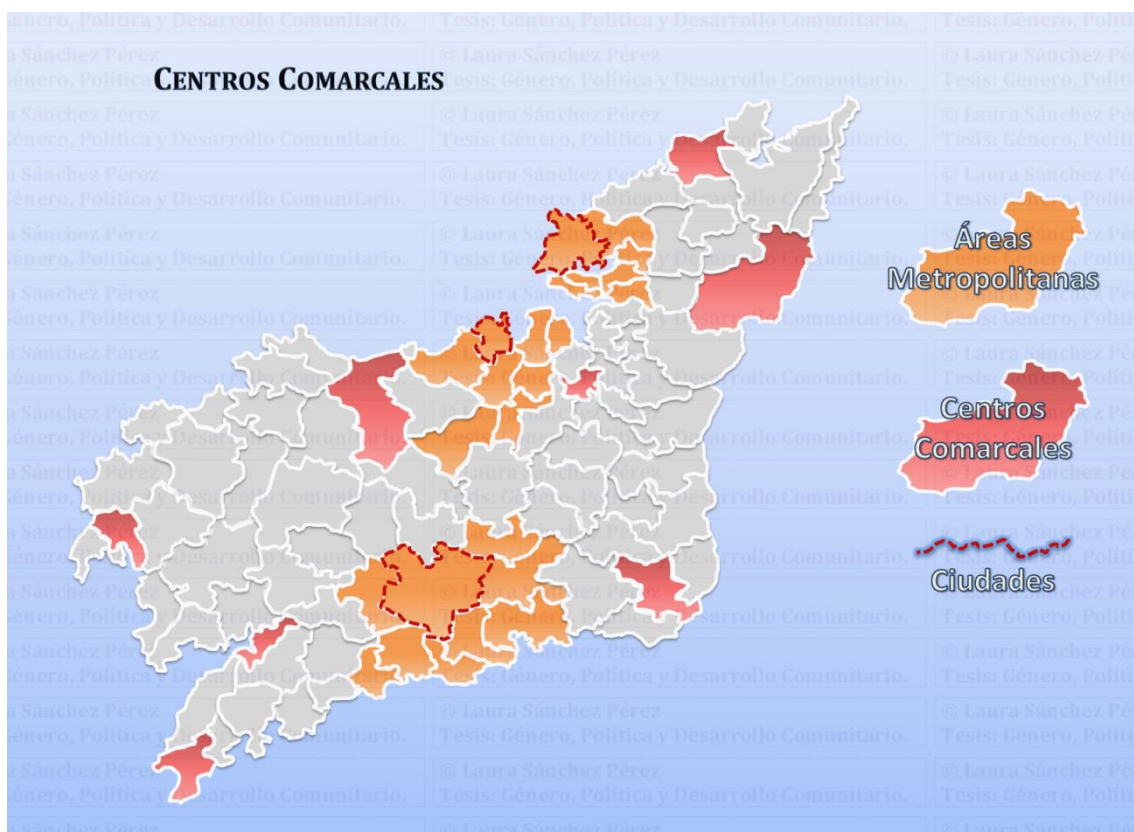 CENTROS COMARCALES
Áreas
Metropolitanas
Centros
Comarcales
Ciudades
© Laura Sánchez Pérez
Tesis: Género, Política y Desarrollo Comunitario.